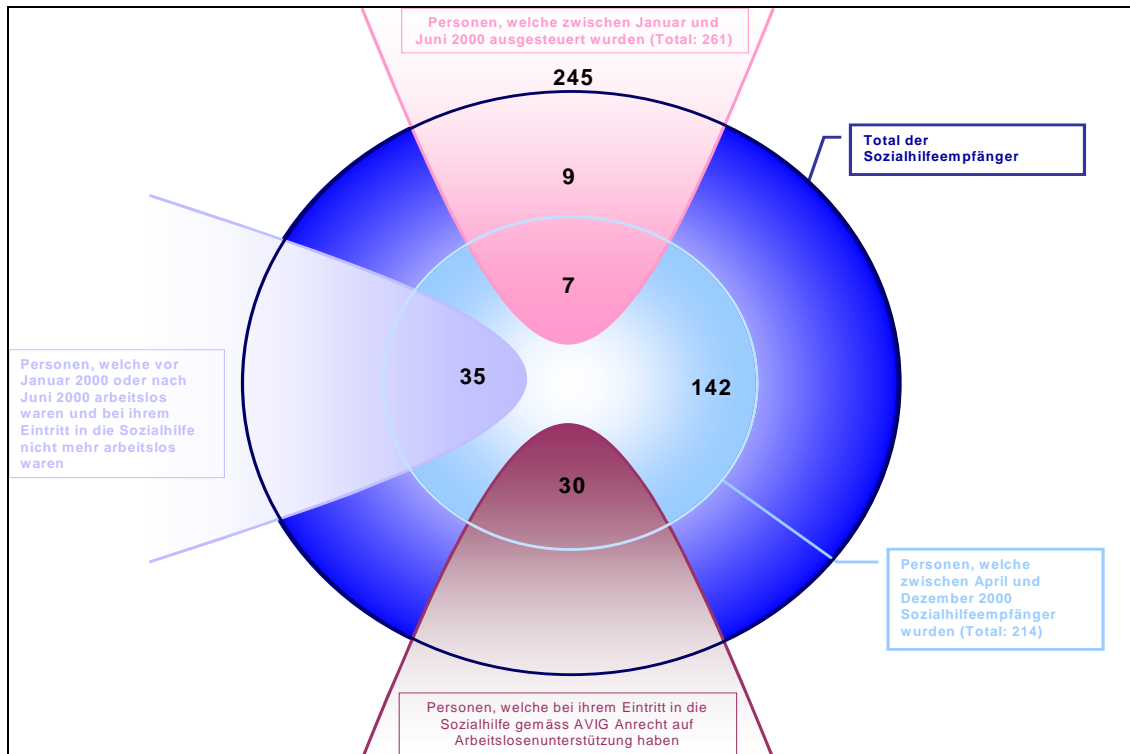 Personen, welche zwischen Januar und
Juni 2000 ausgesteuert wurden (Total: 261)
245
Total der
Sozialhilfeempfänger
9
7
Personen, welche vor
Januar 2000 oder nach
Juni 2000 arbeitslos
waren und bei ihrem
Eintritt in die Sozialhilfe
nicht mehr arbeitslos
waren
35
142
30
Personen, welche
zwischen April und
Dezember 2000
Sozialhilfeempfänger
wurden (Total: 214)
Personen, welche bei ihrem Eintritt in die
Sozialhilfe gemäss AVIG Anrecht auf
Arbeitslosenunterstützung haben